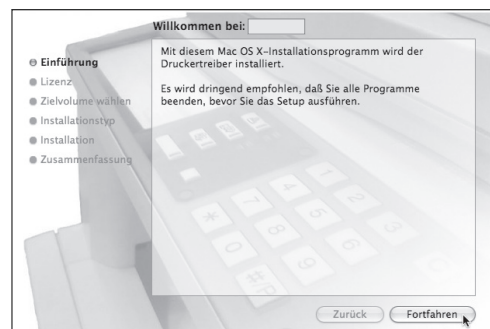 Willkommen bei:
Einführung
Lizenz
Zielvolume wählen
Installationstyp
Installation
Zusammenfassung
Mit diesem Mac OS X-Installationsprogramm wird der
Druckertreiber installiert.
Es wird dringend empfohlen, daß Sie alle Programme
beenden, bevor Sie das Setup ausführen.
Zurück
Fortfahren